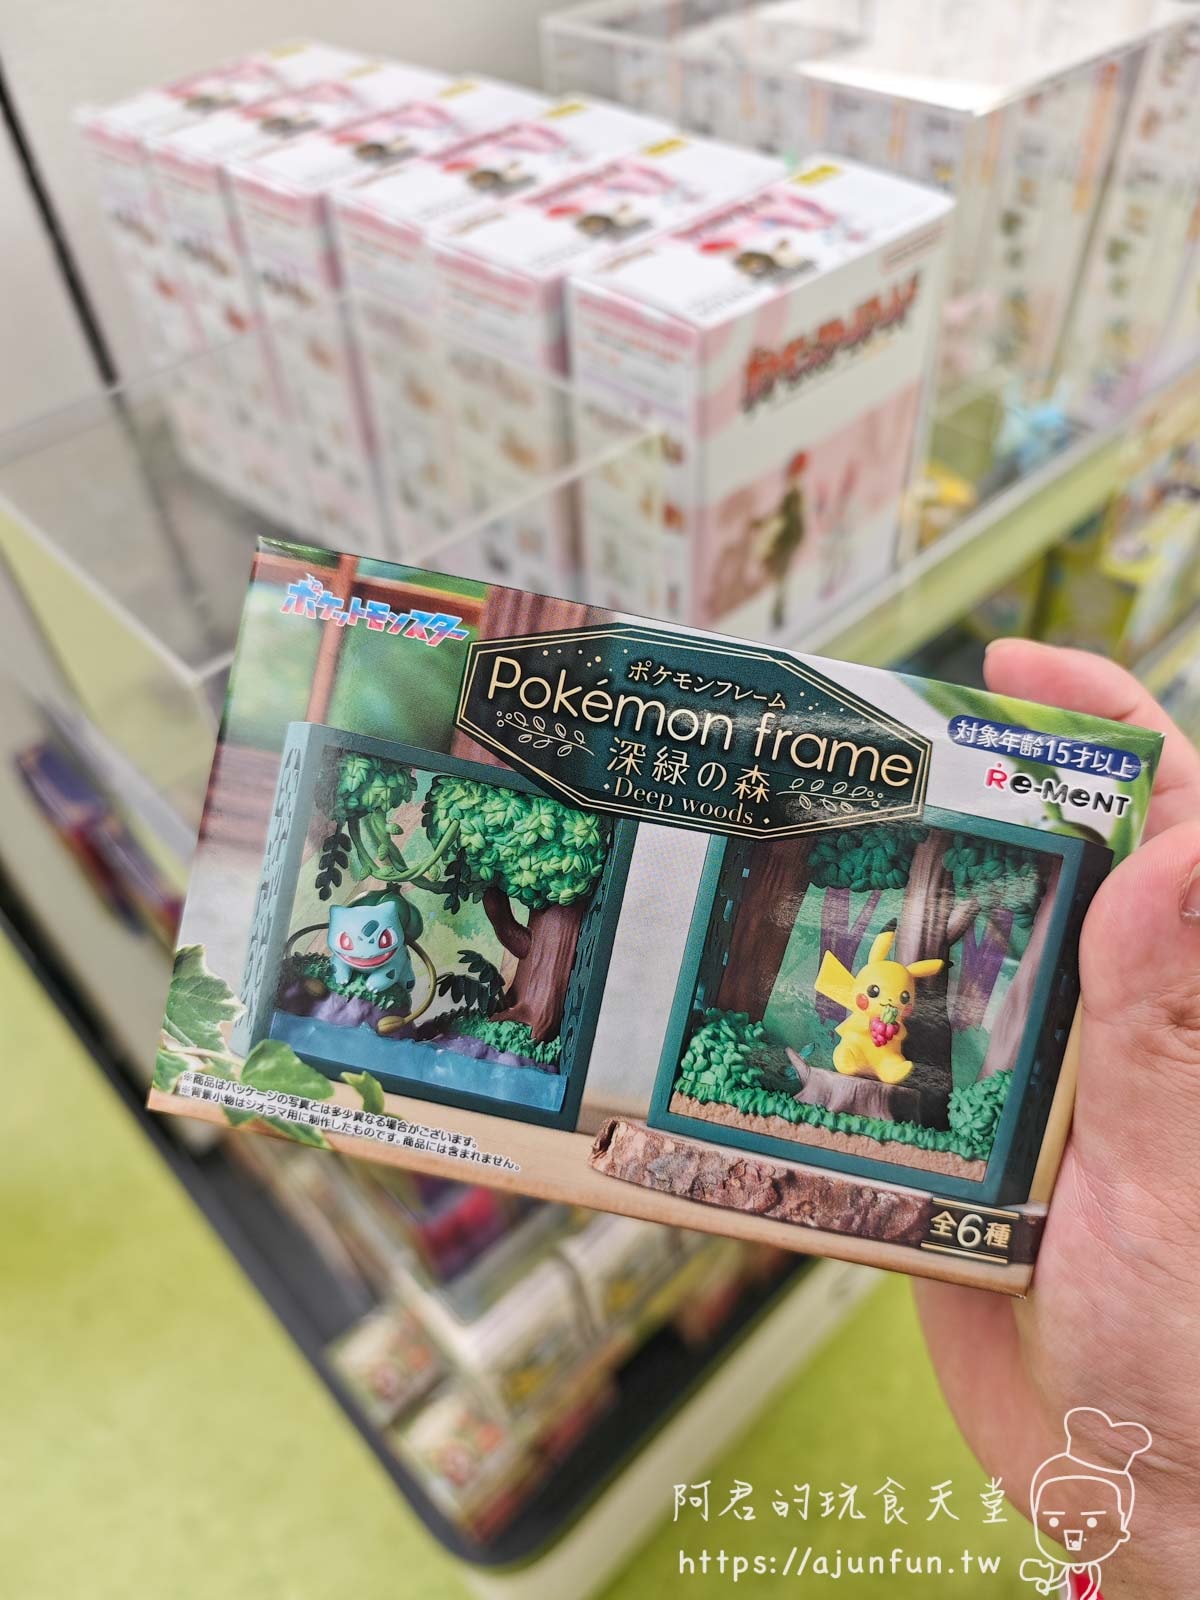 ポケットモンスター
ポケモンフレーム
Pokémon frame
深緑の森
Deep woods
対象年齢15才以上
Re-MeNT
※商品はパッケージの写真とは多少異なる場合がございます。
※背景小物はジオラマ用に制作したものです。商品には含まれません。
全6種
阿君的玩食天堂
https://ajunfun.tw